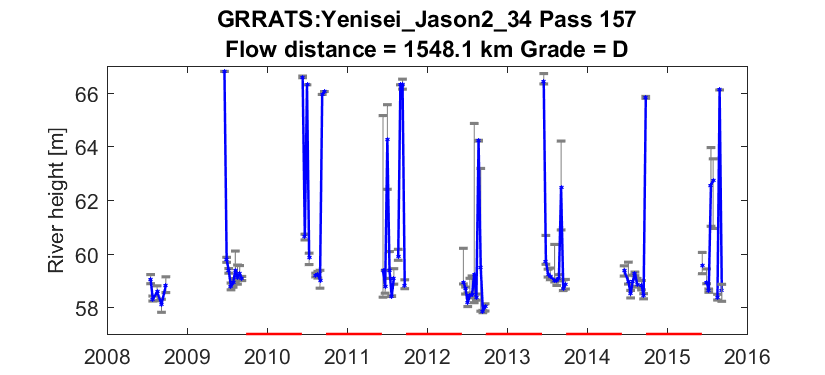 GRRATS:Yenisei_Jason2_34 Pass 157
Flow distance = 1548.1 km Grade = D
River height [m]
66
64
62
60
58
2008 2009 2010 2011 2012 2013 2014 2015 2016